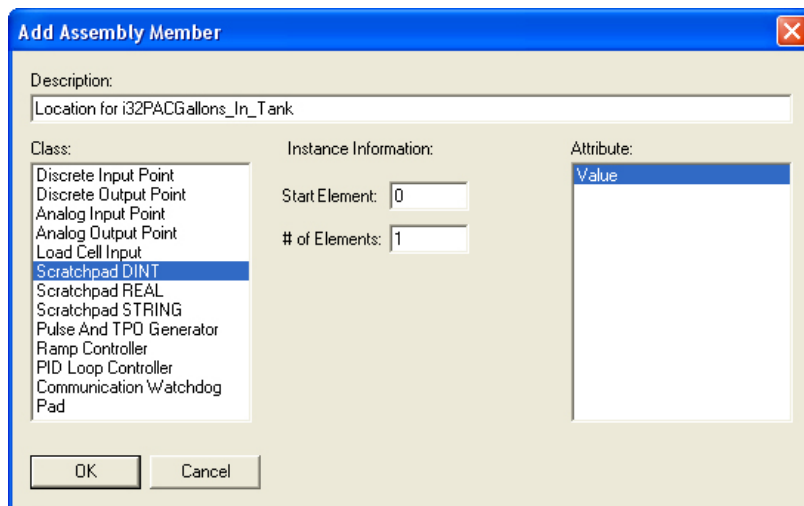 Add Assembly Member
Description:
Location for i32PACGallons_In_Tank
Class:
Discrete Input Point
Discrete Output Point
Analog Input Point
Analog Output Point
Load Cell Input
Scratchpad DINT
Scratchpad REAL
Scratchpad STRING
Pulse And TPO Generator
Ramp Controller
PID Loop Controller
Communication Watchdog
Pad
Instance Information:
Start Element: 0
# of Elements: 1
Attribute:
Value
OK
Cancel